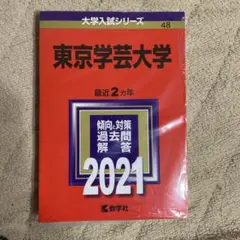 大学入試シリーズ
48
東京学芸大学
最近2カ年
傾向と対策
過去問
解答
2021
教学社